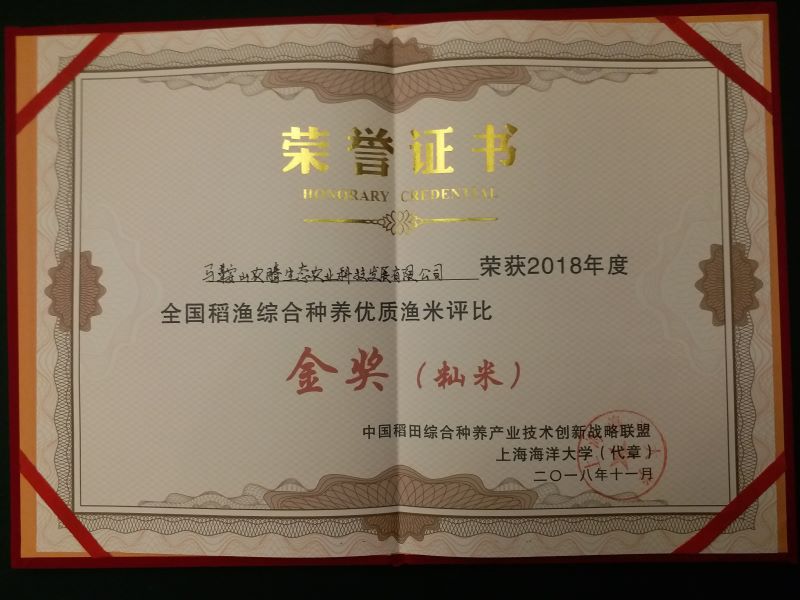 荣誉证书
HONORARY CREDENTIAL
马鞍山农腾生态农业科技发展有限公司 荣获2018年度
全国稻渔综合种养优质渔米评比
金奖（籼米）
中国稻田综合种养产业技术创新战略联盟
上海海洋大学（代章）
二〇一八年十一月